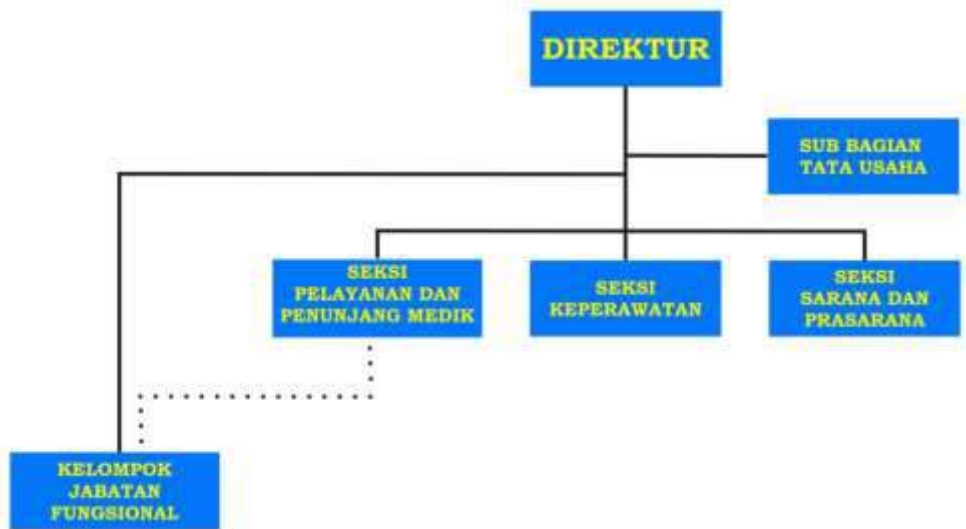 DIREKTUR
SUB BAGIAN
TATA USAHA
SEKSI
PELAYANAN DAN
PENUNJANG MEDIK
SEKSI
KEPERAWATAN
SEKSI
SARANA DAN
PRASARANA
KELOMPOK
JABATAN
FUNGSIONAL